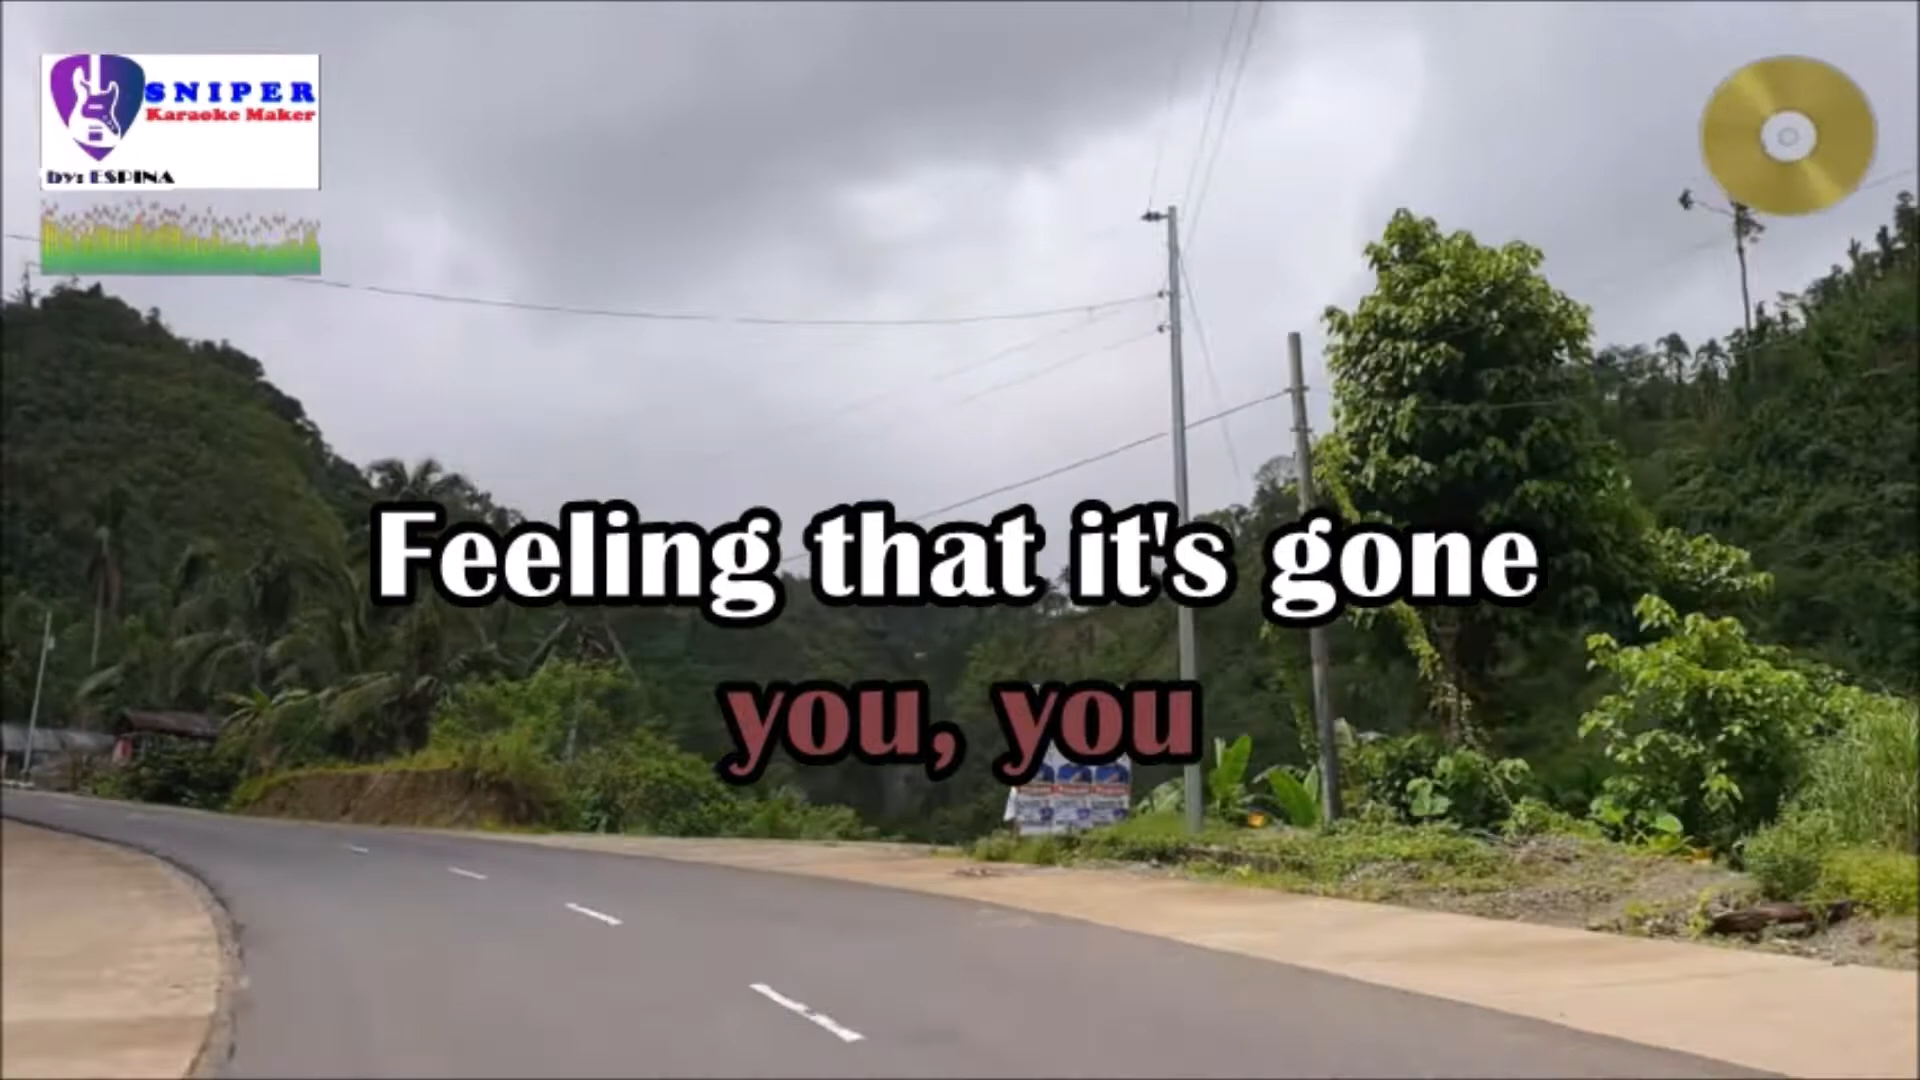 SNIPER
Karaoke Maker
by: ESPINA
Feeling that it's gone
you, you